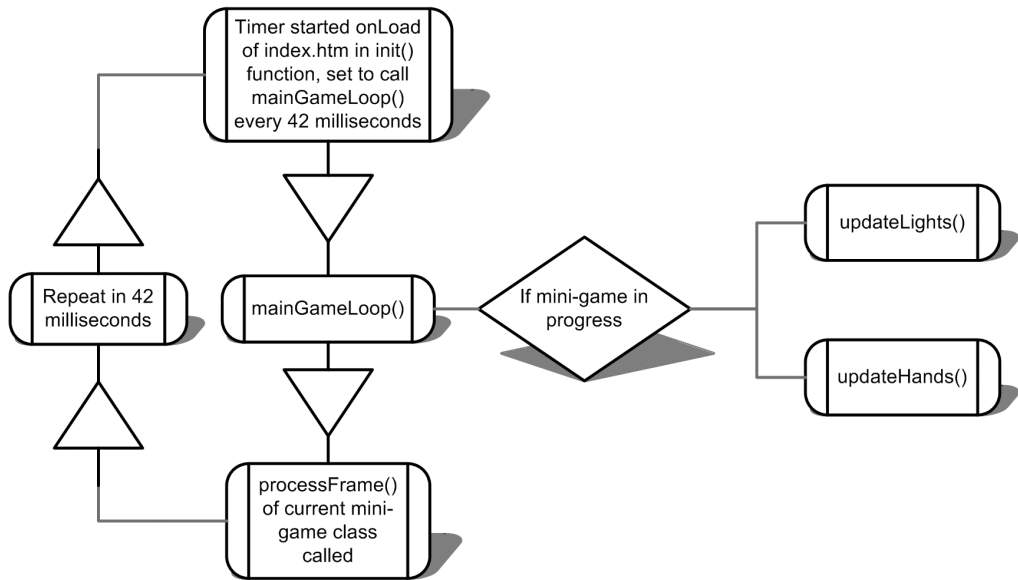 Timer started onLoad
of index.htm in init()
function, set to call
mainGameLoop()
every 42 milliseconds
updateLights()
Repeat in 42
milliseconds
mainGameLoop()
If mini-game in
progress
updateHands()
processFrame()
of current mini-
game class
called